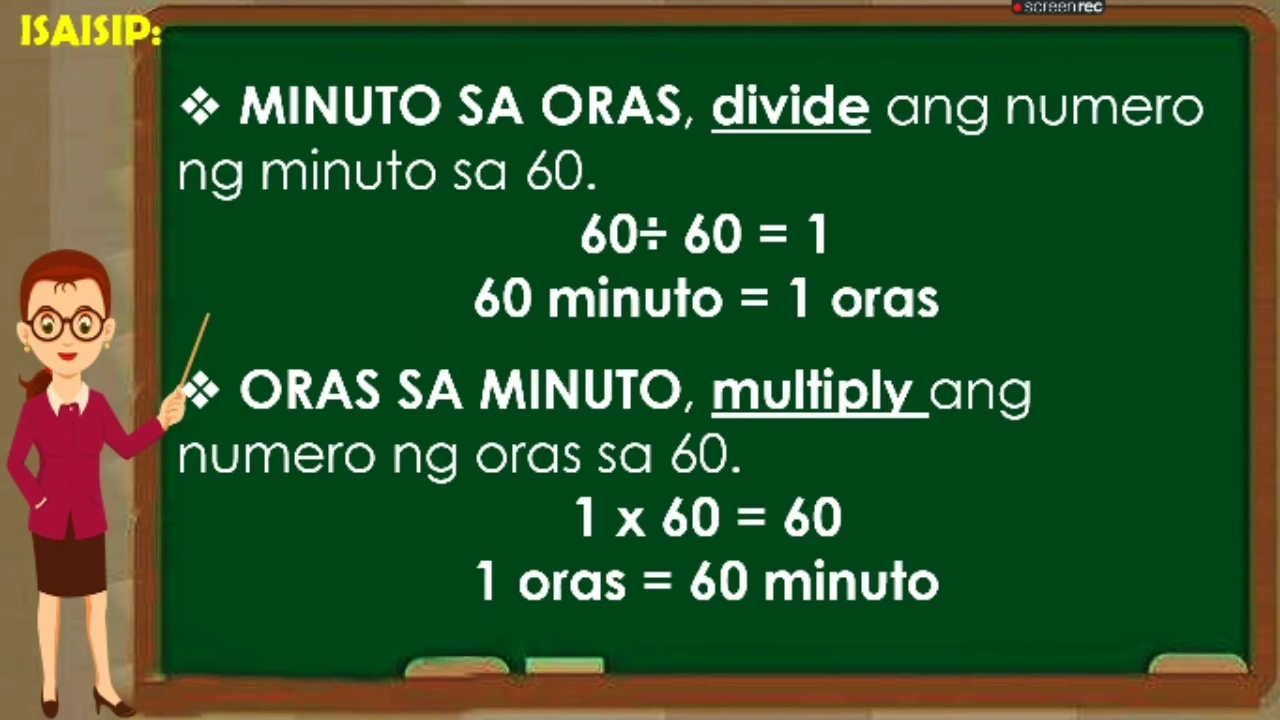 screenrec
ISAISIP:
❖ MINUTO SA ORAS, divide ang numero
ng minuto sa 60.
60÷ 60 = 1
60 minuto = 1 oras
❖ ORAS SA MINUTO, multiply ang
numero ng oras sa 60.
1 x 60 = 60
1 oras = 60 minuto